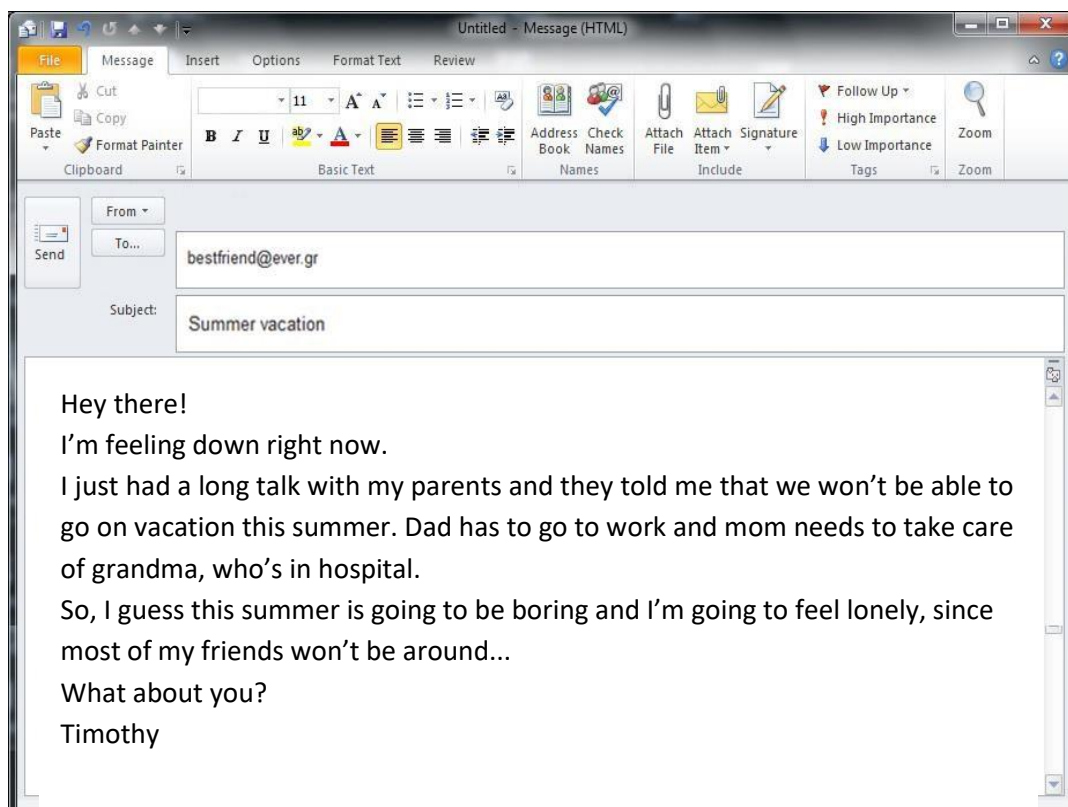 Untitled - Message (HTML)
File Message Insert Options Format Text Review
Cut
Copy
Paste
Format Painter
Clipboard
11
B I U
Basic Text
Address Book
Check Names
Names
Attach File
Attach Item
Signature
Include
Follow Up
High Importance
Low Importance
Tags
Zoom
Zoom
From
Send
To...
bestfriend@ever.gr
Subject:
Summer vacation
Hey there!
I’m feeling down right now.
I just had a long talk with my parents and they told me that we won’t be able to
go on vacation this summer. Dad has to go to work and mom needs to take care
of grandma, who’s in hospital.
So, I guess this summer is going to be boring and I’m going to feel lonely, since
most of my friends won’t be around...
What about you?
Timothy